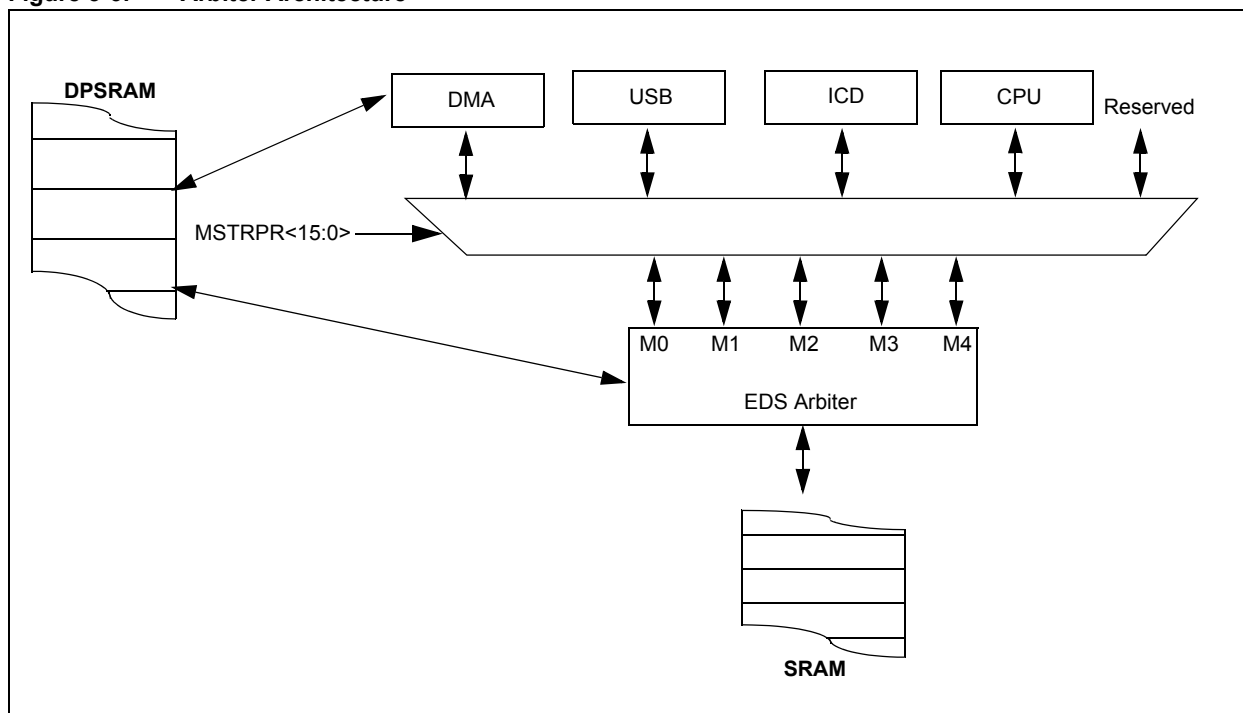 DPSRAM
DMA
USB
ICD
CPU
Reserved
MSTRPR<15:0>
M0 M1 M2 M3 M4
EDS Arbiter
SRAM